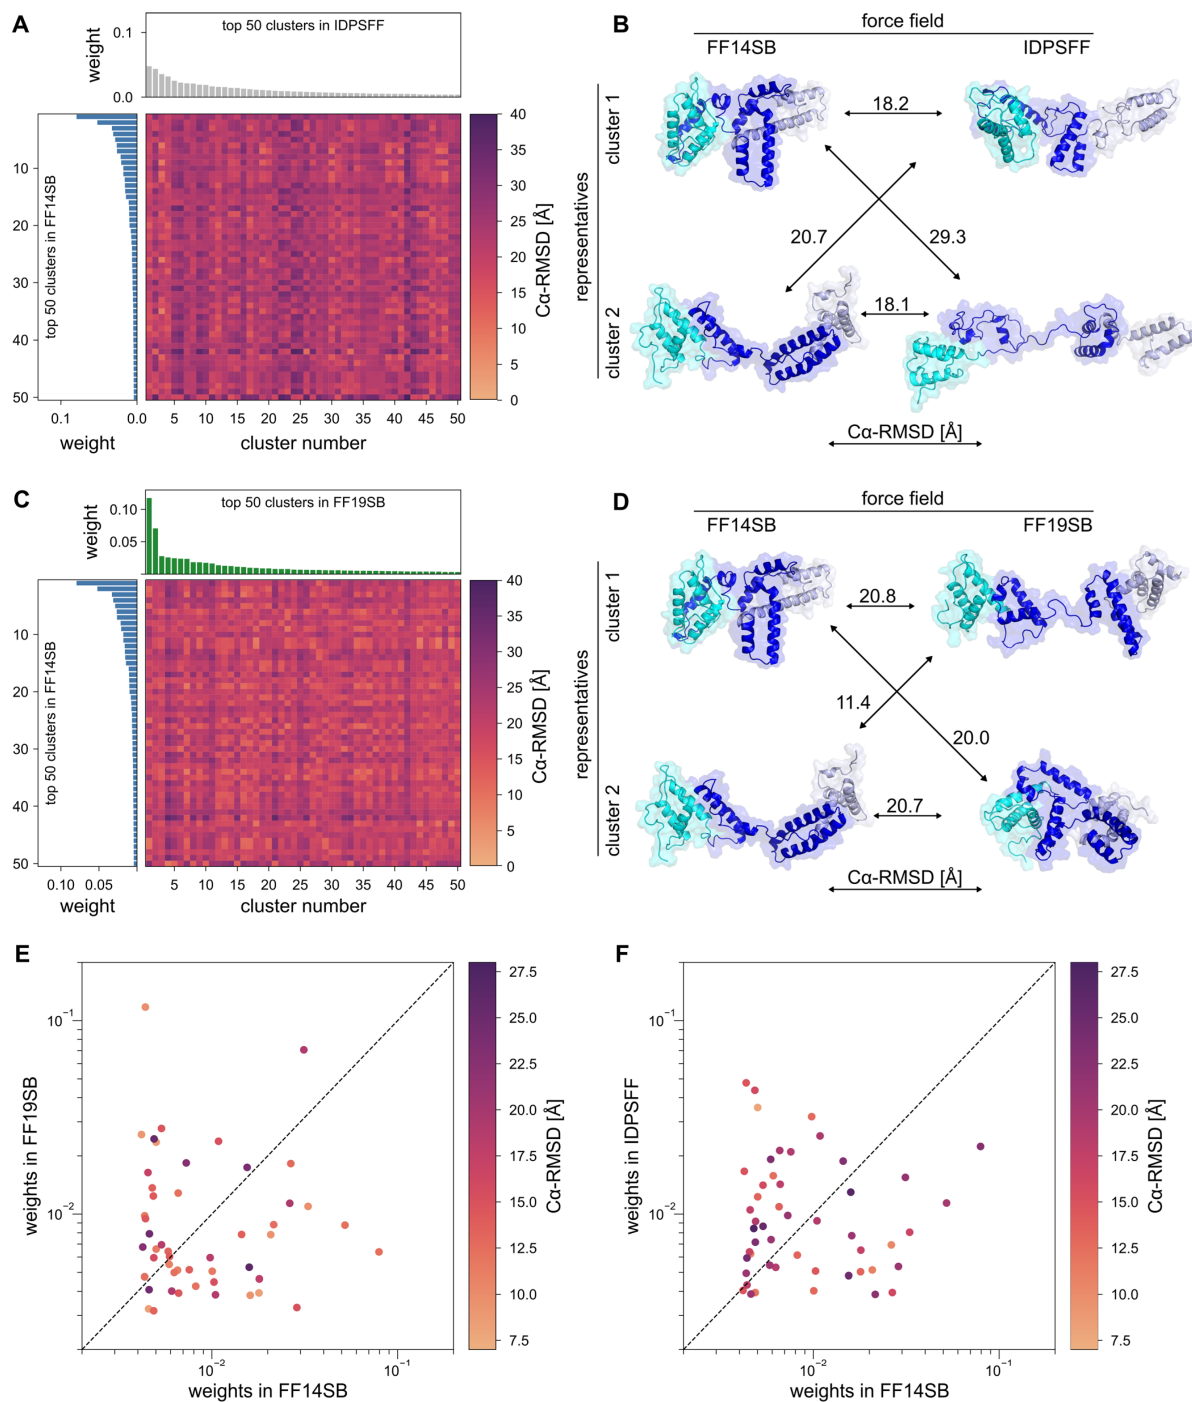 A
top 50 clusters in IDPSFF
weight
0.1
0.0
top 50 clusters in FF14SB
10
20
30
40
50
0.1
0.0
weight
5
10
15
20
25
30
35
40
45
50
cluster number
40
35
30
25
20
15
10
5
0
Cα-RMSD [Å]
B
force field
FF14SB
IDPSFF
representatives
cluster 1
cluster 2
18.2
20.7
29.3
18.1
Cα-RMSD [Å]
C
top 50 clusters in FF19SB
weight
0.10
0.05
top 50 clusters in FF14SB
10
20
30
40
50
0.10
0.05
weight
5
10
15
20
25
30
35
40
45
50
cluster number
40
35
30
25
20
15
10
5
0
Cα-RMSD [Å]
D
force field
FF14SB
FF19SB
representatives
cluster 1
cluster 2
20.8
11.4
20.0
20.7
Cα-RMSD [Å]
E
weights in FF19SB
10⁻¹
10⁻²
10⁻²
10⁻¹
weights in FF14SB
27.5
25.0
22.5
20.0
17.5
15.0
12.5
10.0
7.5
Cα-RMSD [Å]
F
weights in IDPSFF
10⁻¹
10⁻²
10⁻²
10⁻¹
weights in FF14SB
27.5
25.0
22.5
20.0
17.5
15.0
12.5
10.0
7.5
Cα-RMSD [Å]